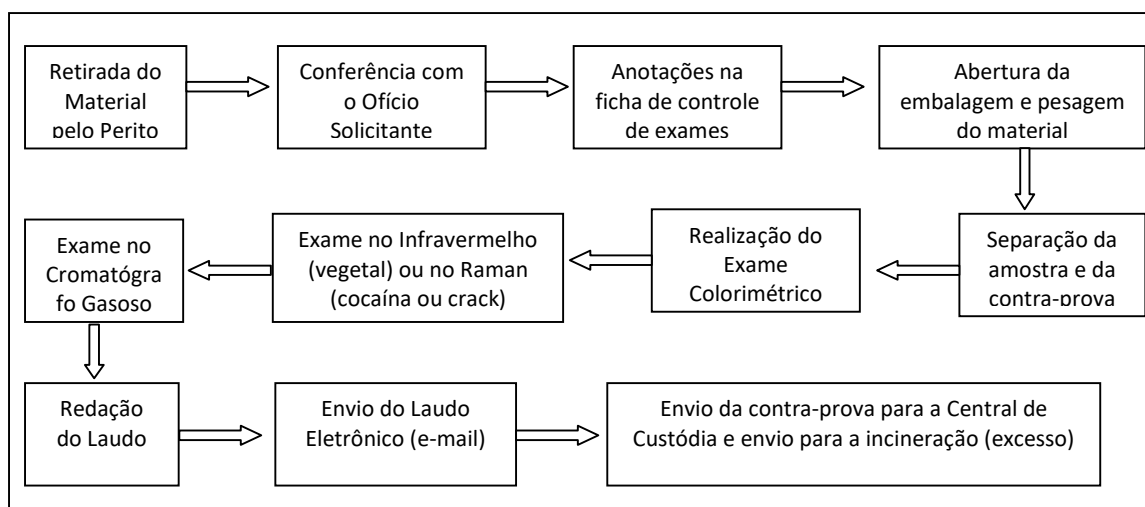 Retirada do
Material
pelo Perito
Conferência com
o Ofício
Solicitante
Anotações na
ficha de controle
de exames
Abertura da
embalagem e pesagem
do material
Separação da
amostra e da
contra-prova
Realização do
Exame
Colorimétrico
Exame no Infravermelho
(vegetal) ou no Raman
(cocaína ou crack)
Exame no
Cromatógra
fo Gasoso
Redação
do Laudo
Envio do Laudo
Eletrônico (e-mail)
Envio da contra-prova para a Central de
Custódia e envio para a incineração (excesso)